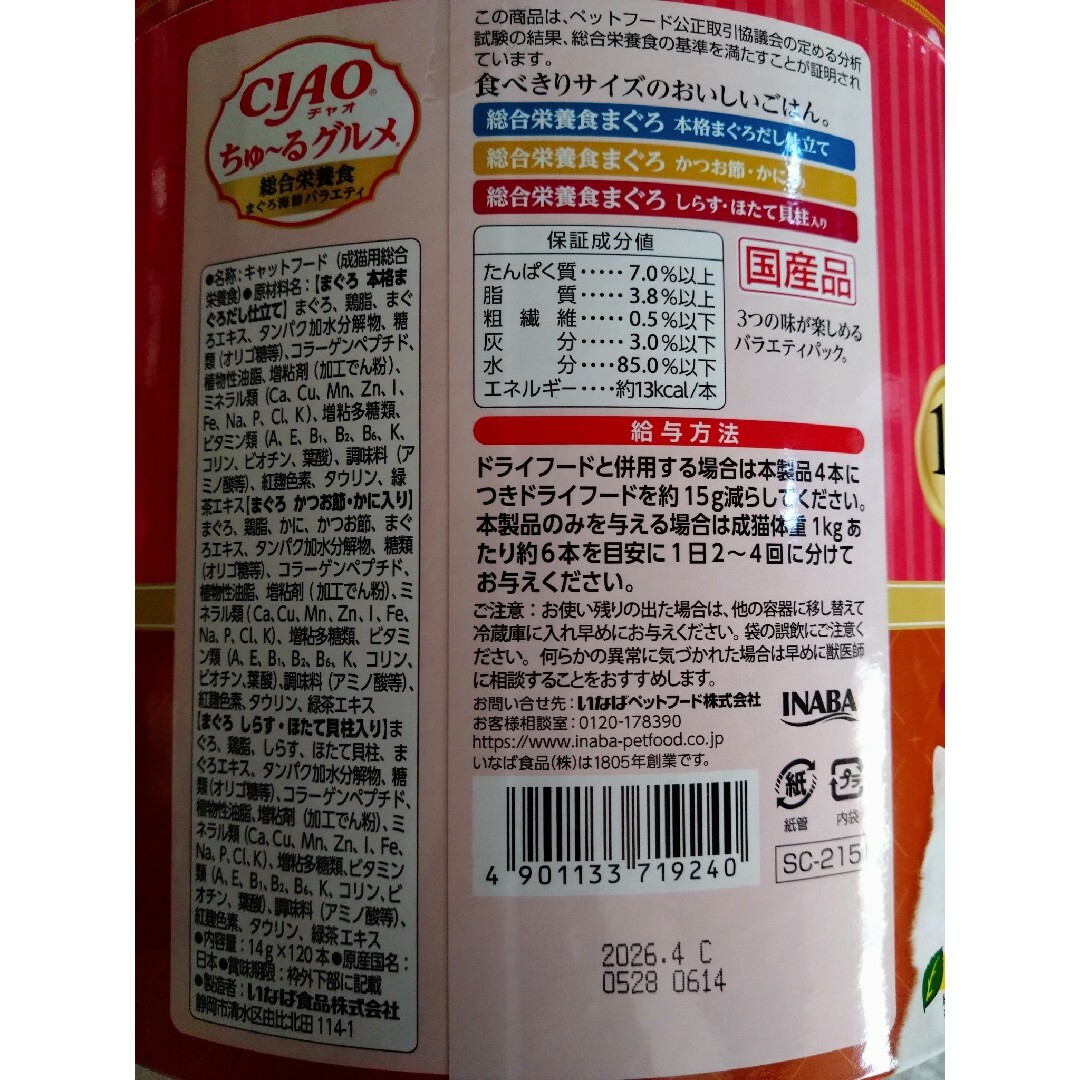 CIAO
チャオ
ちゅ~るグルメ
総合栄養食
まぐろ海鮮バラエティ
●名称:キャットフード(成猫用総合
栄養食)●原材料名:【まぐろ 本格ま
ぐろだし仕立て】まぐろ、鶏脂、まぐ
ろエキス、タンパク加水分解物、糖
類(オリゴ糖等)、コラーゲンペプチド、
植物性油脂、増粘剤(加工でん粉)、
ミネラル類(Ca, Cu, Mn, Zn, I,
Fe, Na, P, Cl, K)、増粘多糖類、
ビタミン類(A, E, B₁, B₂, B₆, K,
コリン、ビオチン、葉酸)、調味料(ア
ミノ酸等)、紅麹色素、タウリン、緑
茶エキス【まぐろ かつお節・かに入り】
まぐろ、鶏脂、かに、かつお節、まぐ
ろエキス、タンパク加水分解物、糖類
(オリゴ糖等)、コラーゲンペプチド、
植物性油脂、増粘剤(加工でん粉)、ミ
ネラル類(Ca, Cu, Mn, Zn, I, Fe,
Na, P, Cl, K)、増粘多糖類、ビタミ
ン類(A, E, B₁, B₂, B₆, K, コリン、
ビオチン、葉酸)、調味料(アミノ酸等)、
紅麹色素、タウリン、緑茶エキス
【まぐろ しらす・ほたて貝柱入り】ま
ぐろ、鶏脂、しらす、ほたて貝柱、ま
ぐろエキス、タンパク加水分解物、糖
類(オリゴ糖等)、コラーゲンペプチド、
植物性油脂、増粘剤(加工でん粉)、ミ
ネラル類(Ca, Cu, Mn, Zn, I, Fe,
Na, P, Cl, K)、増粘多糖類、ビタミン
類(A, E, B₁, B₂, B₆, K, コリン、ビ
オチン、葉酸)、調味料(アミノ酸等)、
紅麹色素、タウリン、緑茶エキス
●内容量:14g×120本●原産国名:
日本●賞味期限:枠外下部に記載
●製造者:いなば食品株式会社
静岡市清水区由比北田114-1
この商品は、ペットフード公正取引協議会の定める分析
試験の結果、総合栄養食の基準を満たすことが証明され
ています。
食べきりサイズのおいしいごはん。
総合栄養食まぐろ 本格まぐろだし仕立て
総合栄養食まぐろ かつお節・かに入り
総合栄養食まぐろ しらす・ほたて貝柱入り
保証成分値
たんぱく質‥‥‥7.0%以上
脂 質‥‥‥3.8%以上
粗 繊 維‥‥‥0.5%以下
灰 分‥‥‥3.0%以下
水 分‥‥‥85.0%以下
エネルギー‥‥約13kcal/本
国産品
3つの味が楽しめる
バラエティパック。
給与方法
ドライフードと併用する場合は本製品4本に
つきドライフードを約15g減らしてください。
本製品のみを与える場合は成猫体重1kgあ
たり約6本を目安に1日2~4回に分けて
お与えください。
ご注意:お使い残りの出た場合は、他の容器に移し替えて
冷蔵庫に入れ早めにお与えください。袋の誤飲にご注意く
ださい。何らかの異常に気づかれた場合は早めに獣医師
に相談することをおすすめします。
お問い合せ先:いなばペットフード株式会社
お客様相談室:0120-178390
https://www.inaba-petfood.co.jp
いなば食品(株)は1805年創業です。
INABA
紙
紙管
プラ
内袋
SC-215
4 901133 719240
2026.4 C
0528 0614